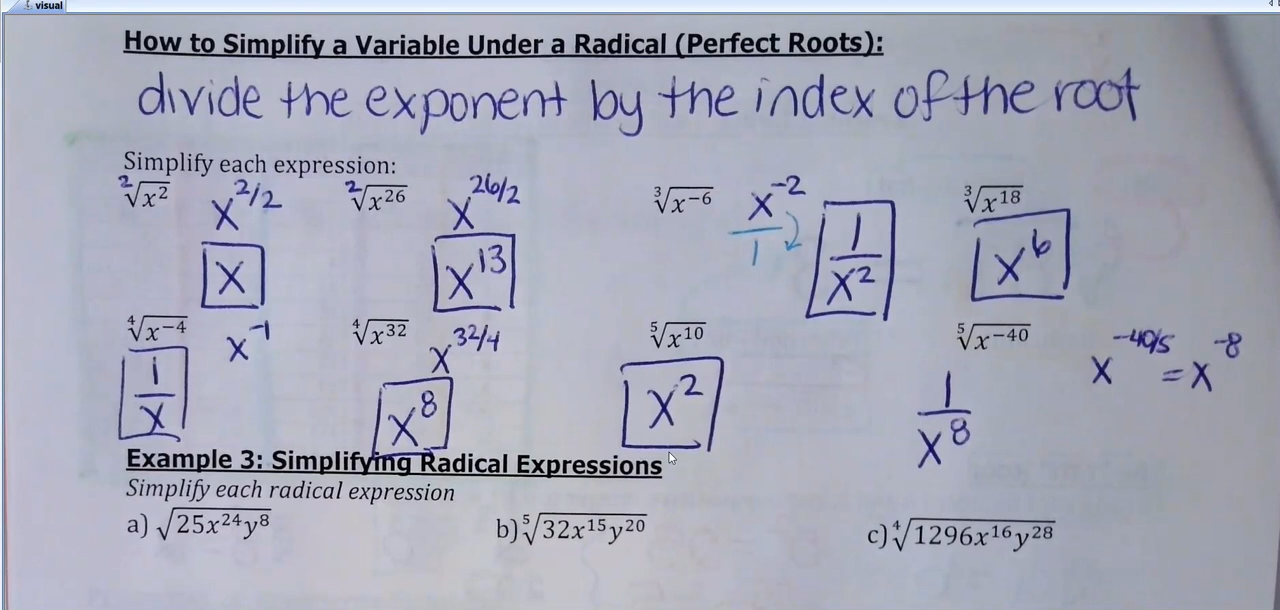 visual
How to Simplify a Variable Under a Radical (Perfect Roots):
divide the exponent by the index of the root
Simplify each expression:
²√x² x^2/2 ²√x²⁶ x^26/2 ³√x⁻⁶ x⁻² ³√x¹⁸
x x¹³ 1 1/x² x⁶
⁴√x⁻⁴ x⁻¹ ⁴√x³² x^32/4 ⁵√x¹⁰ ⁵√x⁻⁴⁰ x^-40/5 = x⁻⁸
1/x x⁸ x² 1/x⁸
Example 3: Simplifying Radical Expressions
Simplify each radical expression
a) √25x²⁴y⁸ b) ⁵√32x¹⁵y²⁰ c) ⁴√1296x¹⁶y²⁸